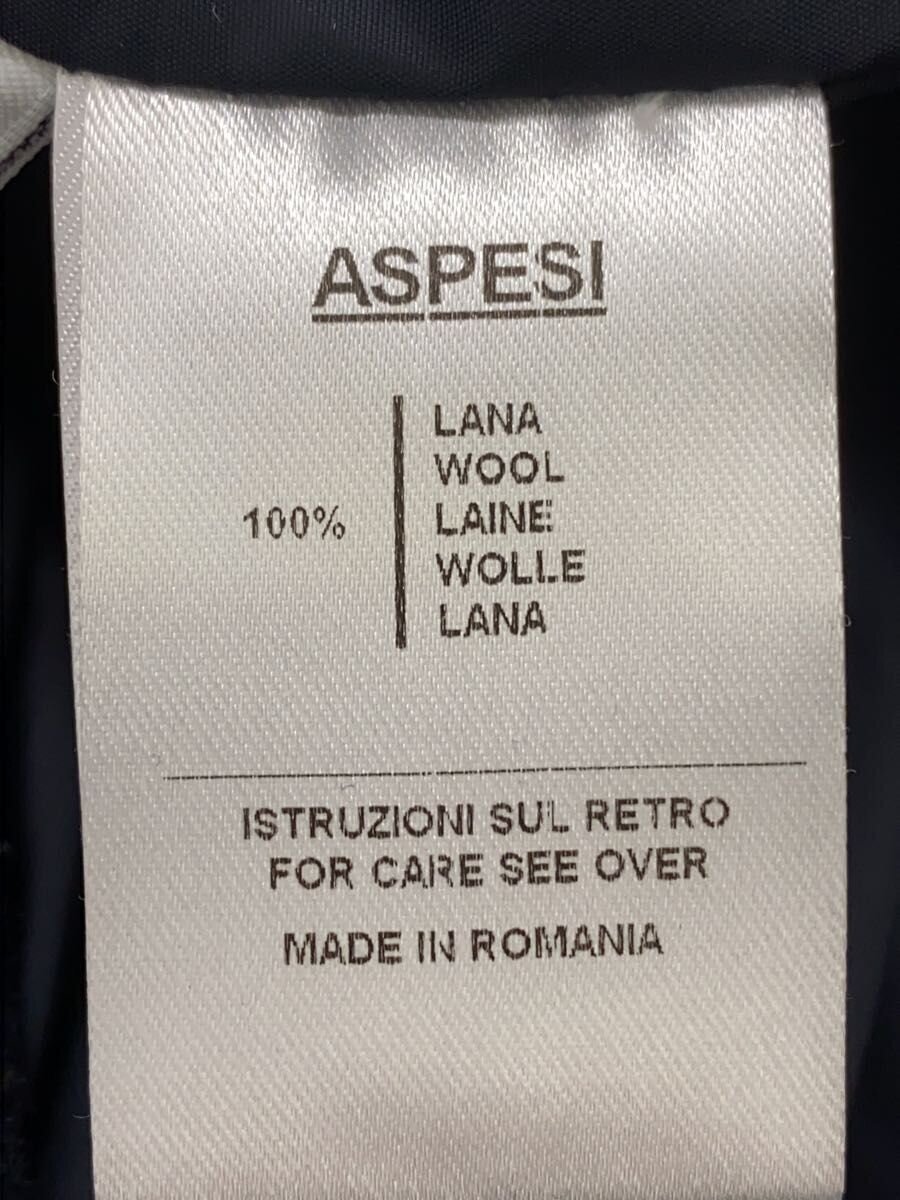 ASPESI
LANA
WOOL
100% LAINE
WOLLE
LANA
ISTRUZIONI SUL RETRO
FOR CARE SEE OVER
MADE IN ROMANIA